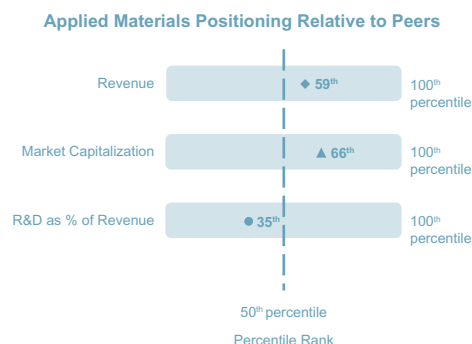 Applied Materials Positioning Relative to Peers
Revenue
59th
100th
percentile
Market Capitalization
66th
100th
percentile
R&D as % of Revenue
35th
100th
percentile
50th percentile
Percentile Rank